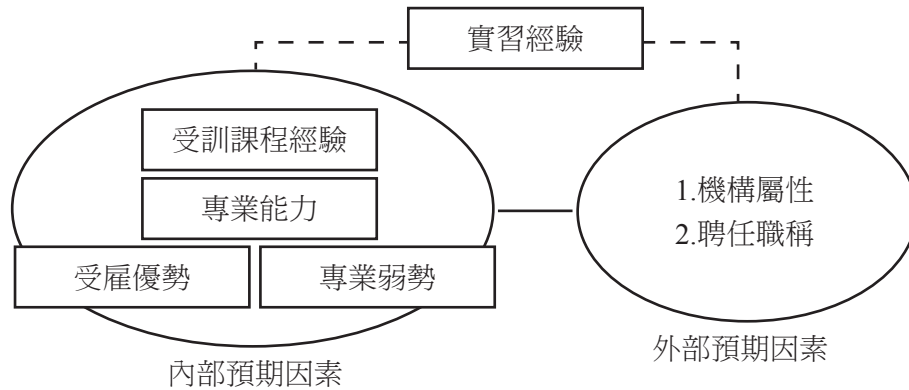 實習經驗
受訓課程經驗
專業能力
受雇優勢
專業弱勢
內部預期因素
1.機構屬性
2.聘任職稱
外部預期因素